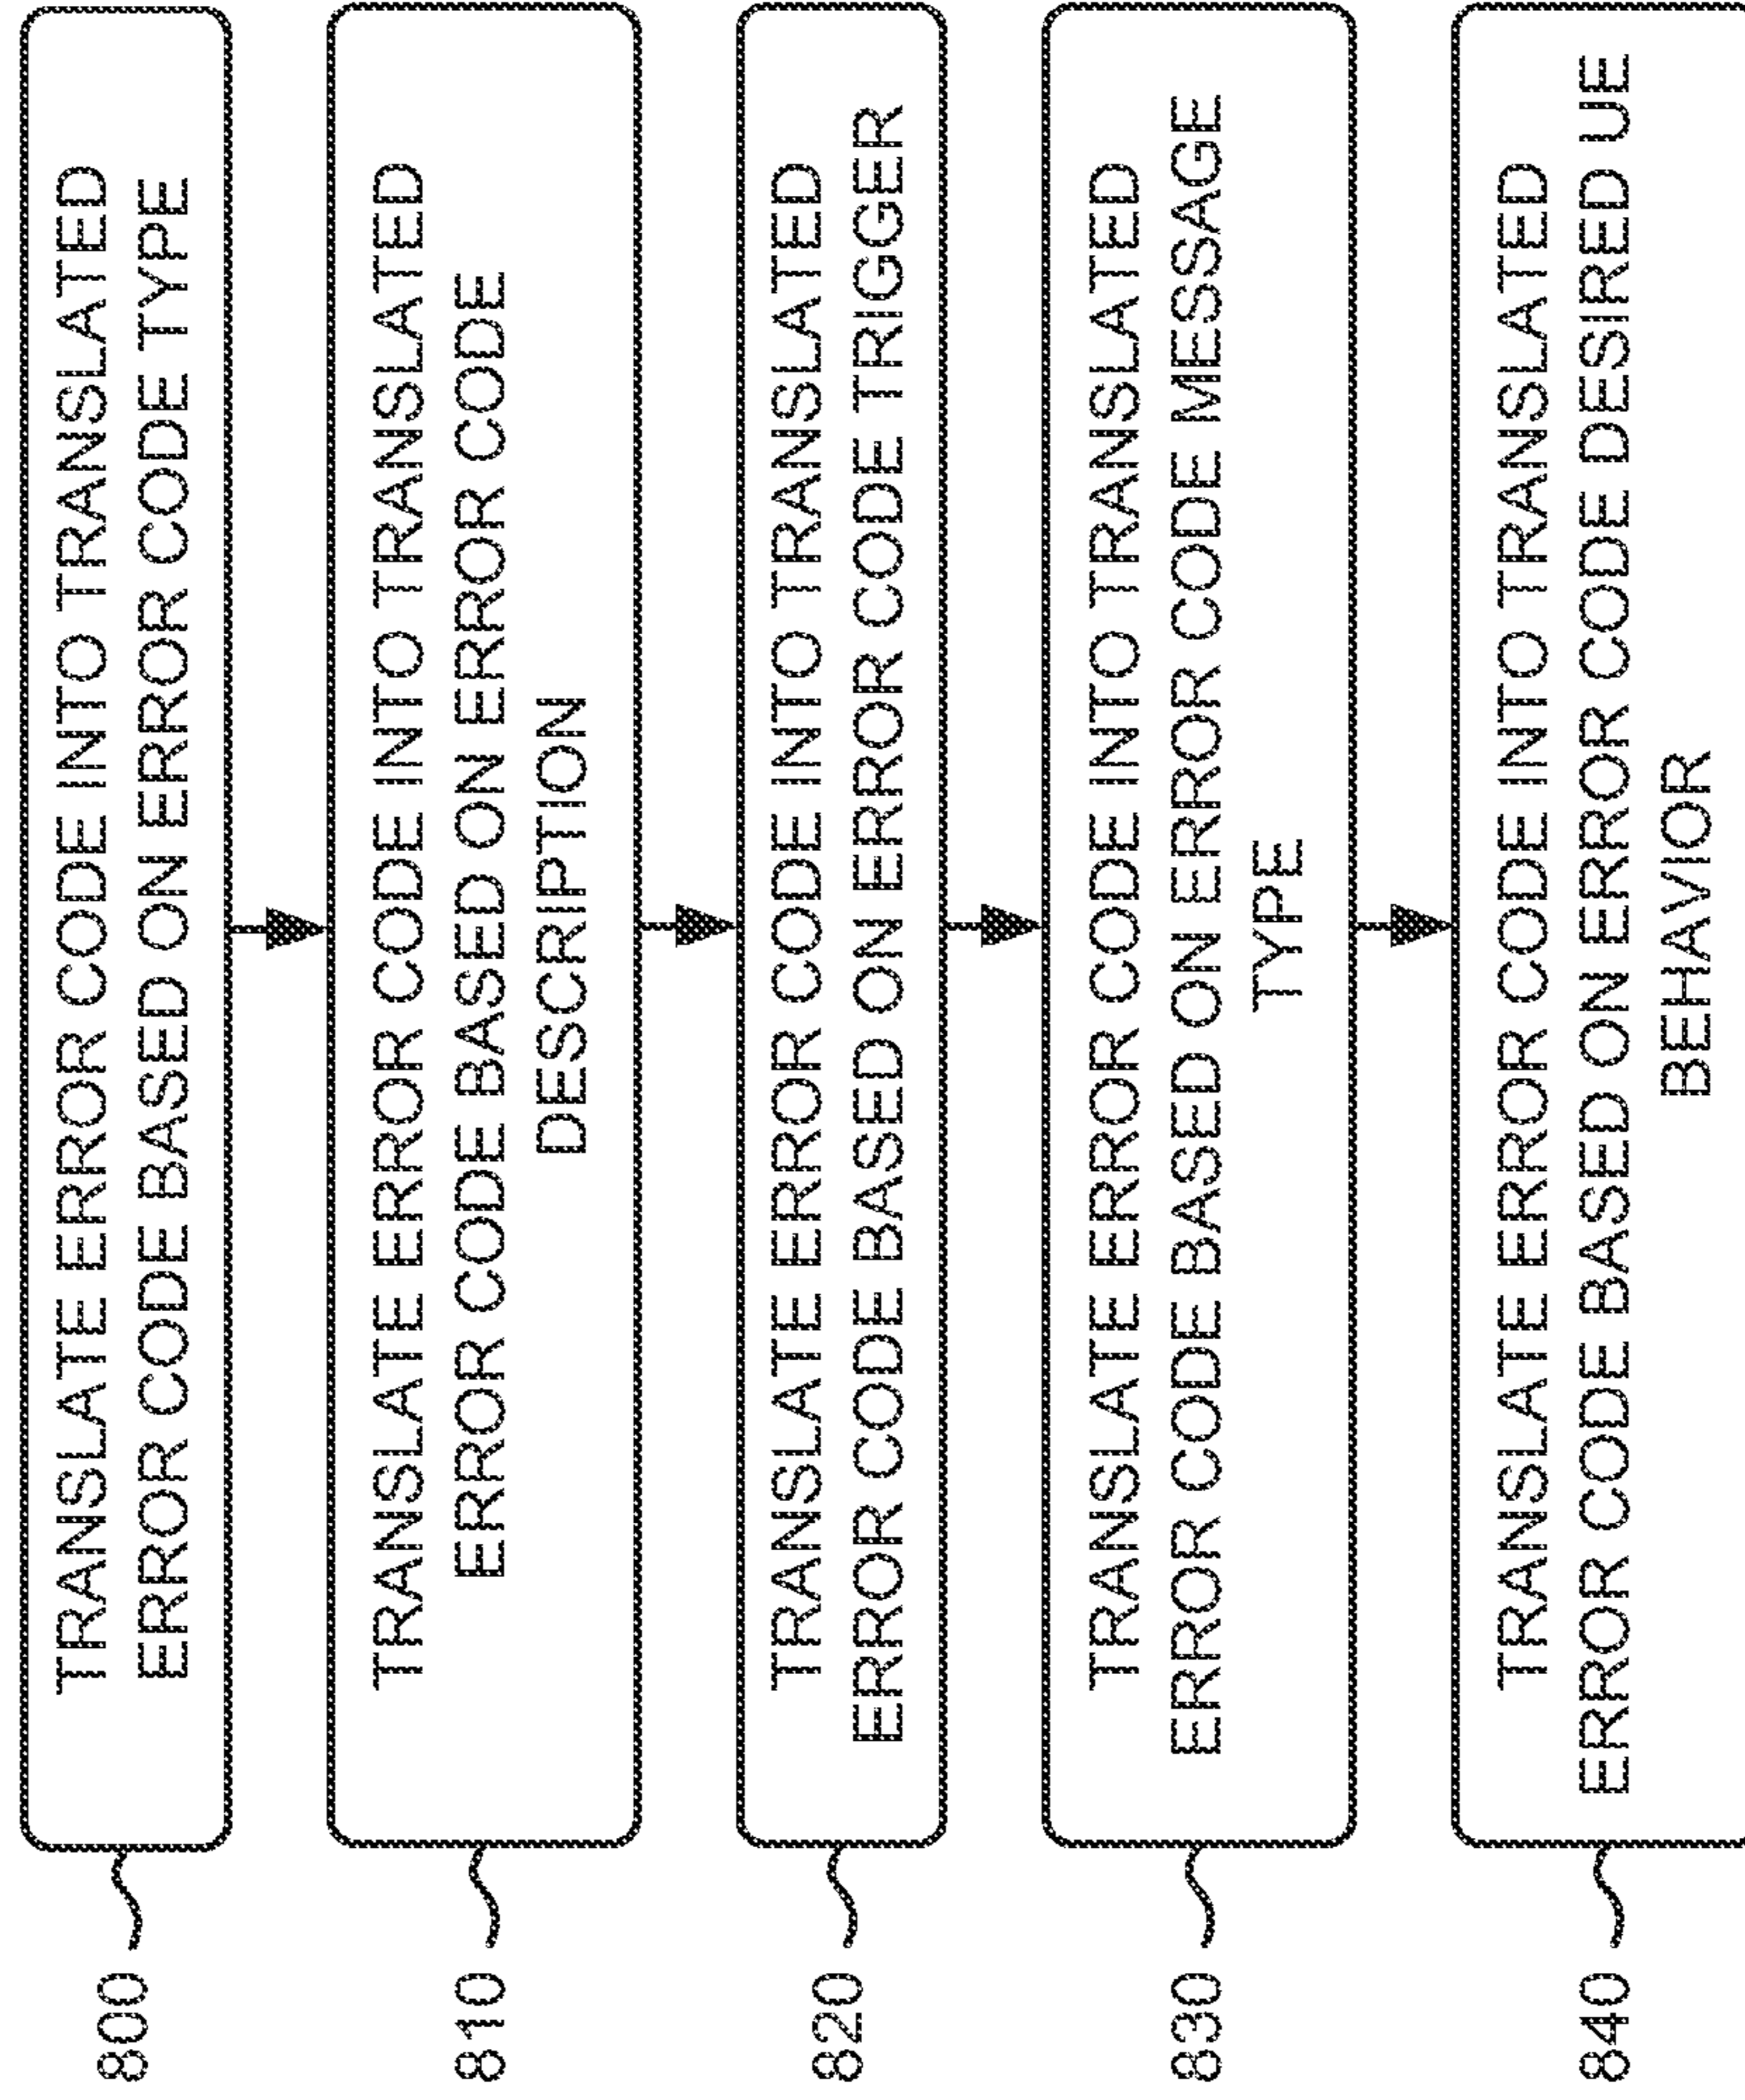 800
TRANSLATE ERROR CODE INTO TRANSLATED
ERROR CODE BASED ON ERROR CODE TYPE
810
TRANSLATE ERROR CODE INTO TRANSLATED
ERROR CODE BASED ON ERROR CODE
DESCRIPTION
820
TRANSLATE ERROR CODE INTO TRANSLATED
ERROR CODE BASED ON ERROR CODE TRIGGER
830
TRANSLATE ERROR CODE INTO TRANSLATED
ERROR CODE BASED ON ERROR CODE MESSAGE
TYPE
840
TRANSLATE ERROR CODE INTO TRANSLATED
ERROR CODE BASED ON ERROR CODE DESIRED UE
BEHAVIOR